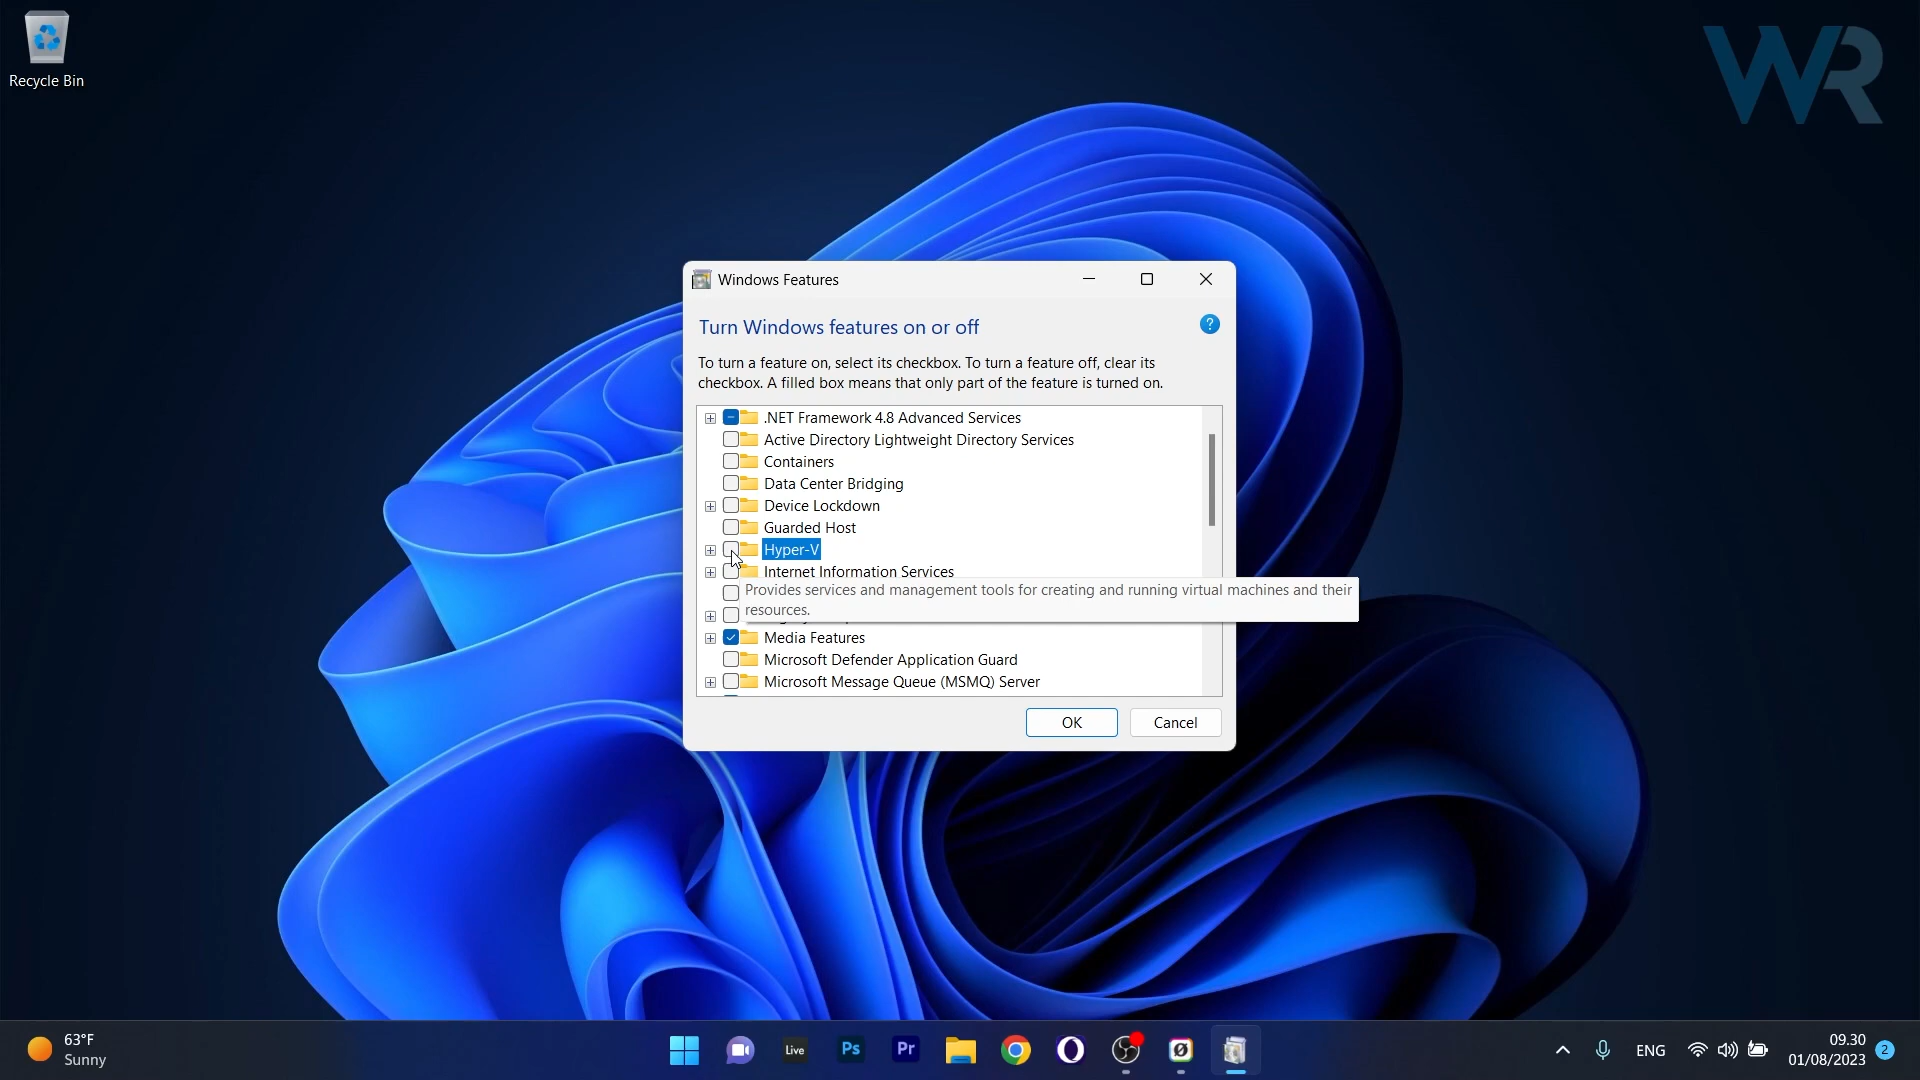 Recycle Bin
WR
Windows Features
Turn Windows features on or off
?
To turn a feature on, select its checkbox. To turn a feature off, clear its
checkbox. A filled box means that only part of the feature is turned on.
.NET Framework 4.8 Advanced Services
Active Directory Lightweight Directory Services
Containers
Data Center Bridging
Device Lockdown
Guarded Host
Hyper-V
Internet Information Services
Provides services and management tools for creating and running virtual machines and their
resources.
Media Features
Microsoft Defender Application Guard
Microsoft Message Queue (MSMQ) Server
OK
Cancel
63°F
Sunny
Live
Ps
Pr
ENG
09.30
01/08/2023
2